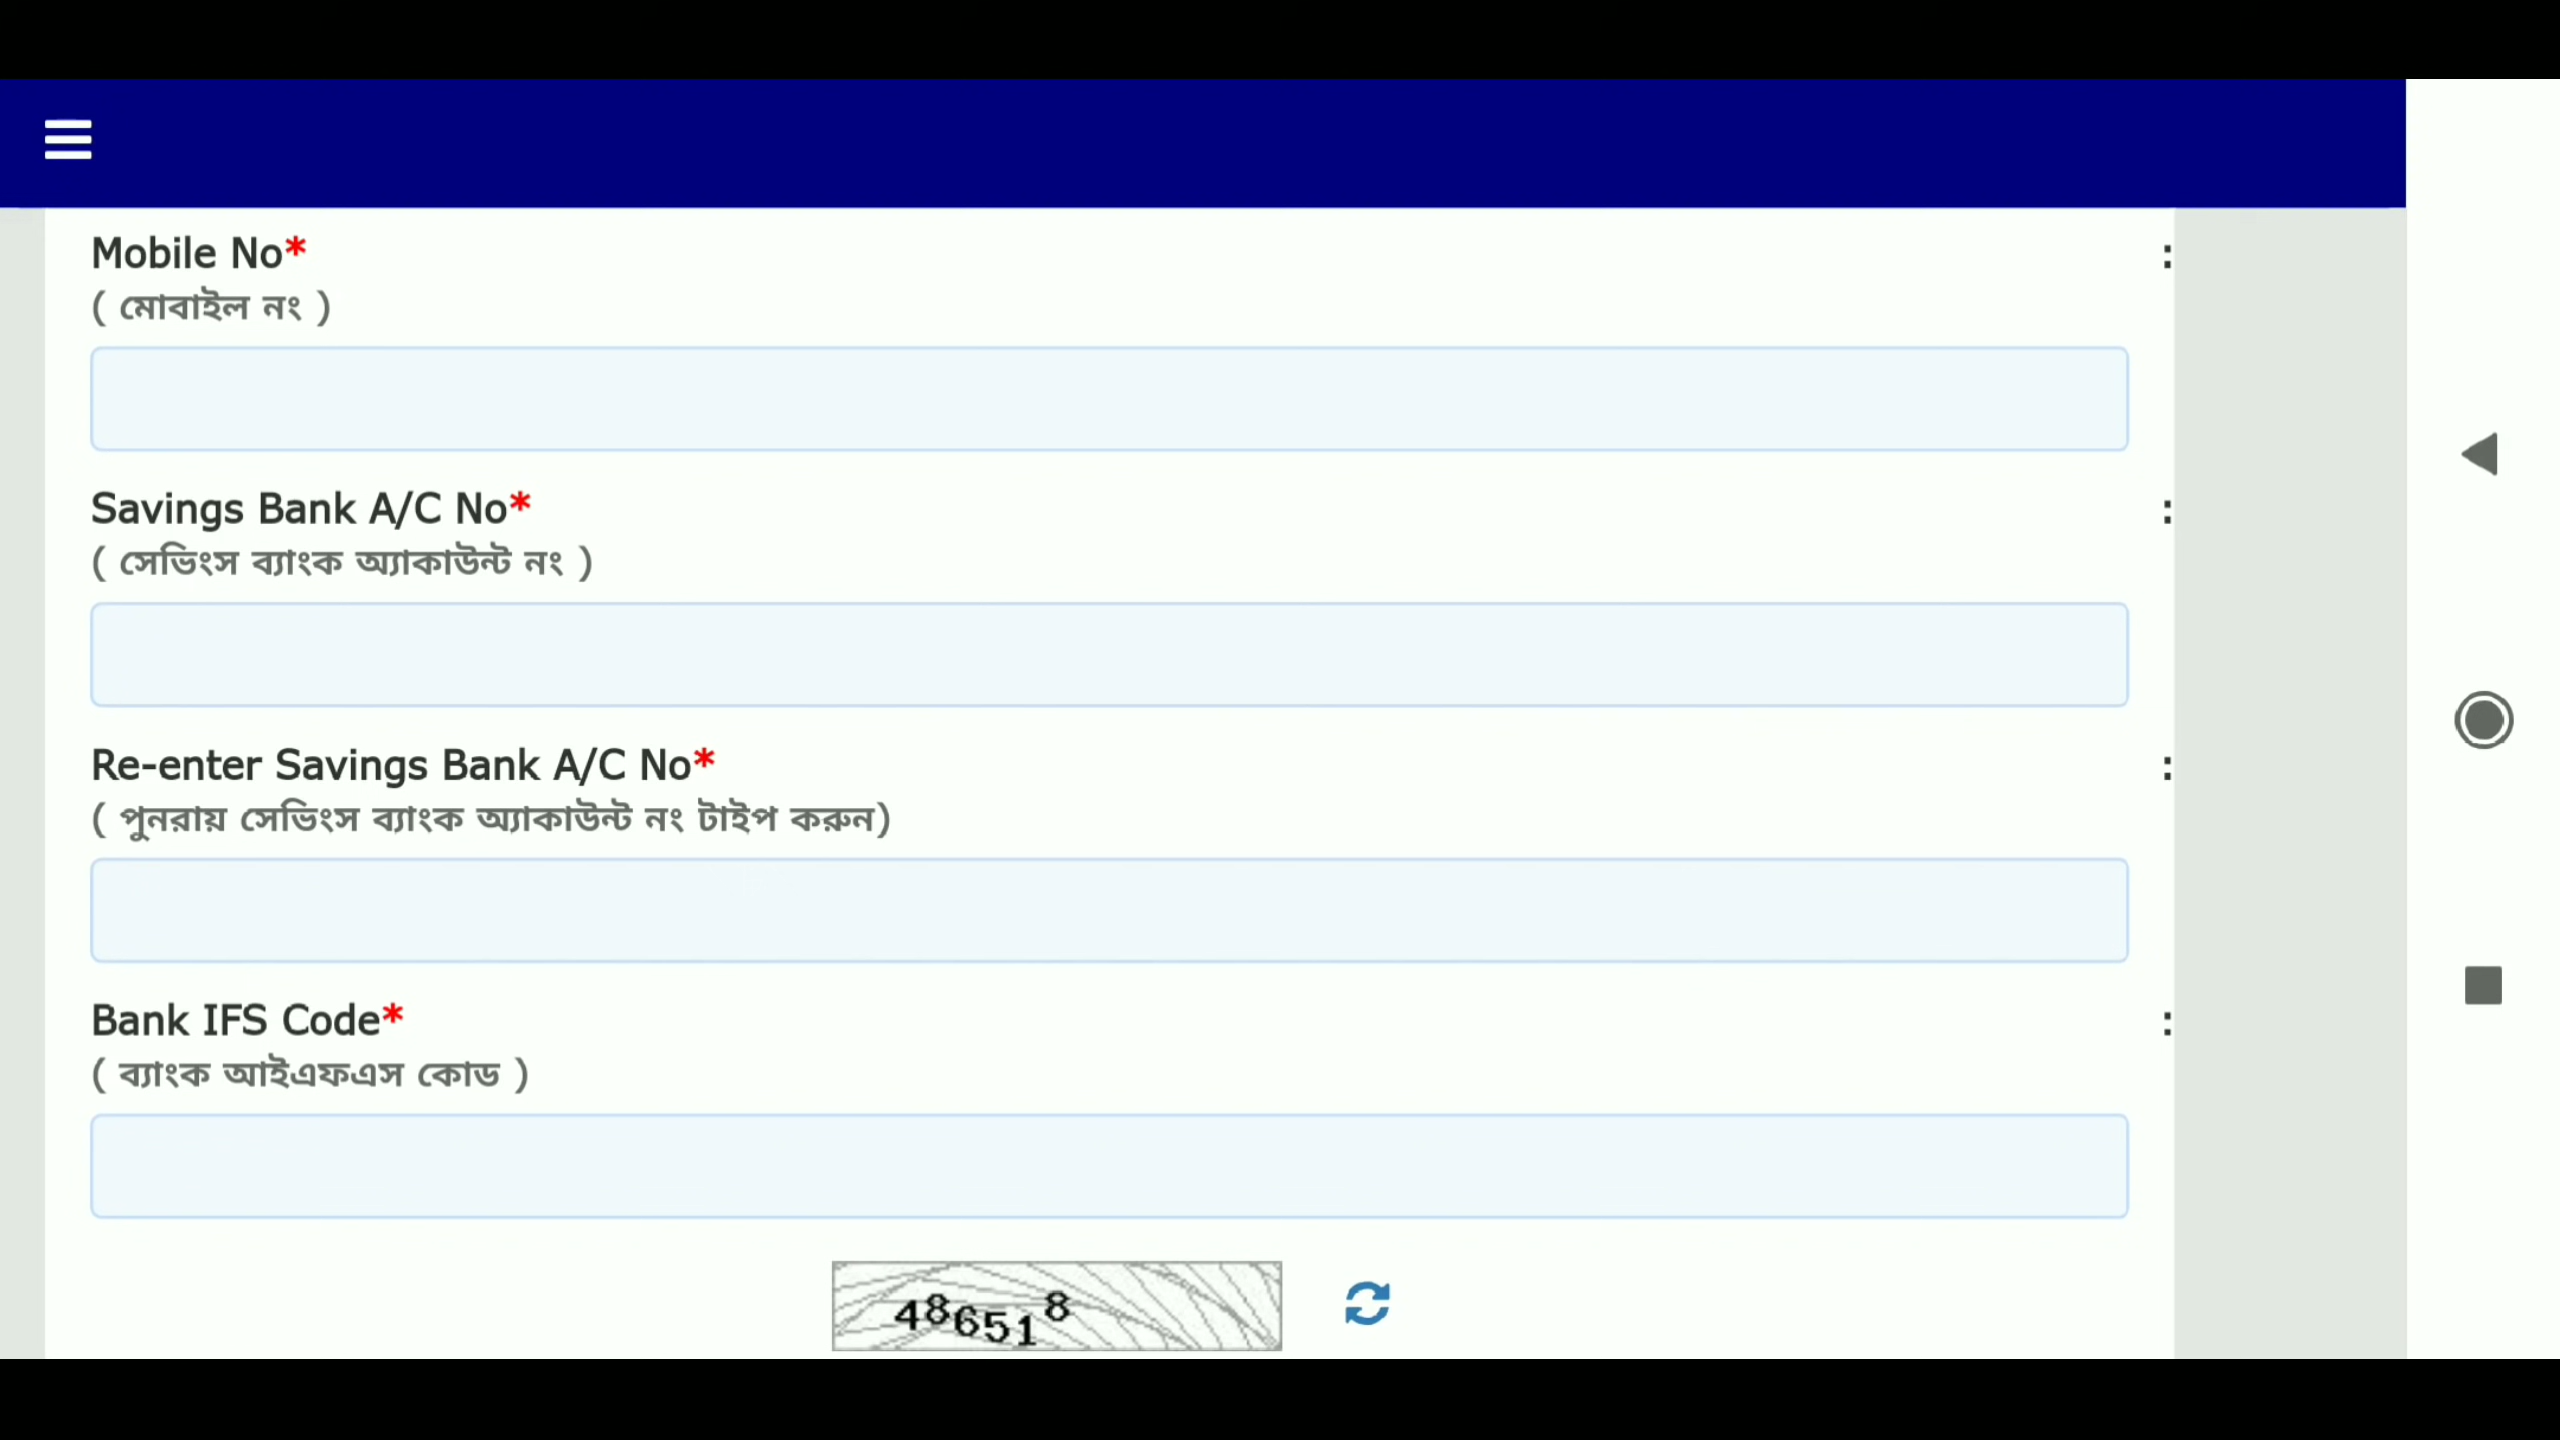 Mobile No*
:
( মোবাইল নং )
Savings Bank A/C No*
:
( সেভিংস ব্যাংক অ্যাকাউন্ট নং )
Re-enter Savings Bank A/C No*
:
( পুনরায় সেভিংস ব্যাংক অ্যাকাউন্ট নং টাইপ করুন)
Bank IFS Code*
:
( ব্যাংক আইএফএস কোড )
486518